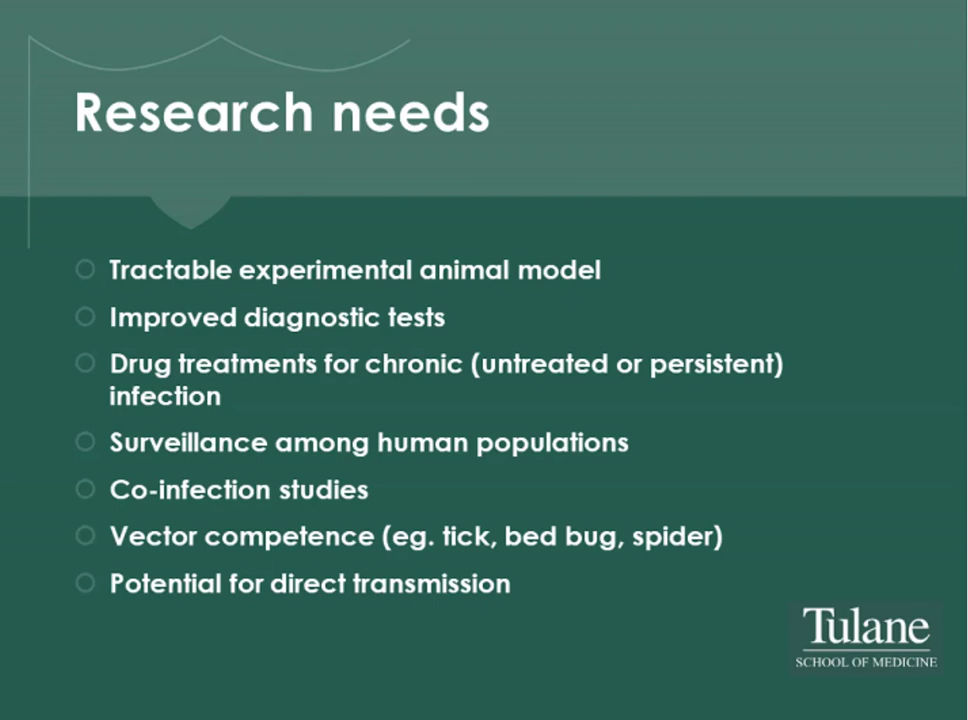 Research needs
Tractable experimental animal model
Improved diagnostic tests
Drug treatments for chronic (untreated or persistent)
infection
Surveillance among human populations
Co-infection studies
Vector competence (eg. tick, bed bug, spider)
Potential for direct transmission
Tulane
SCHOOL OF MEDICINE